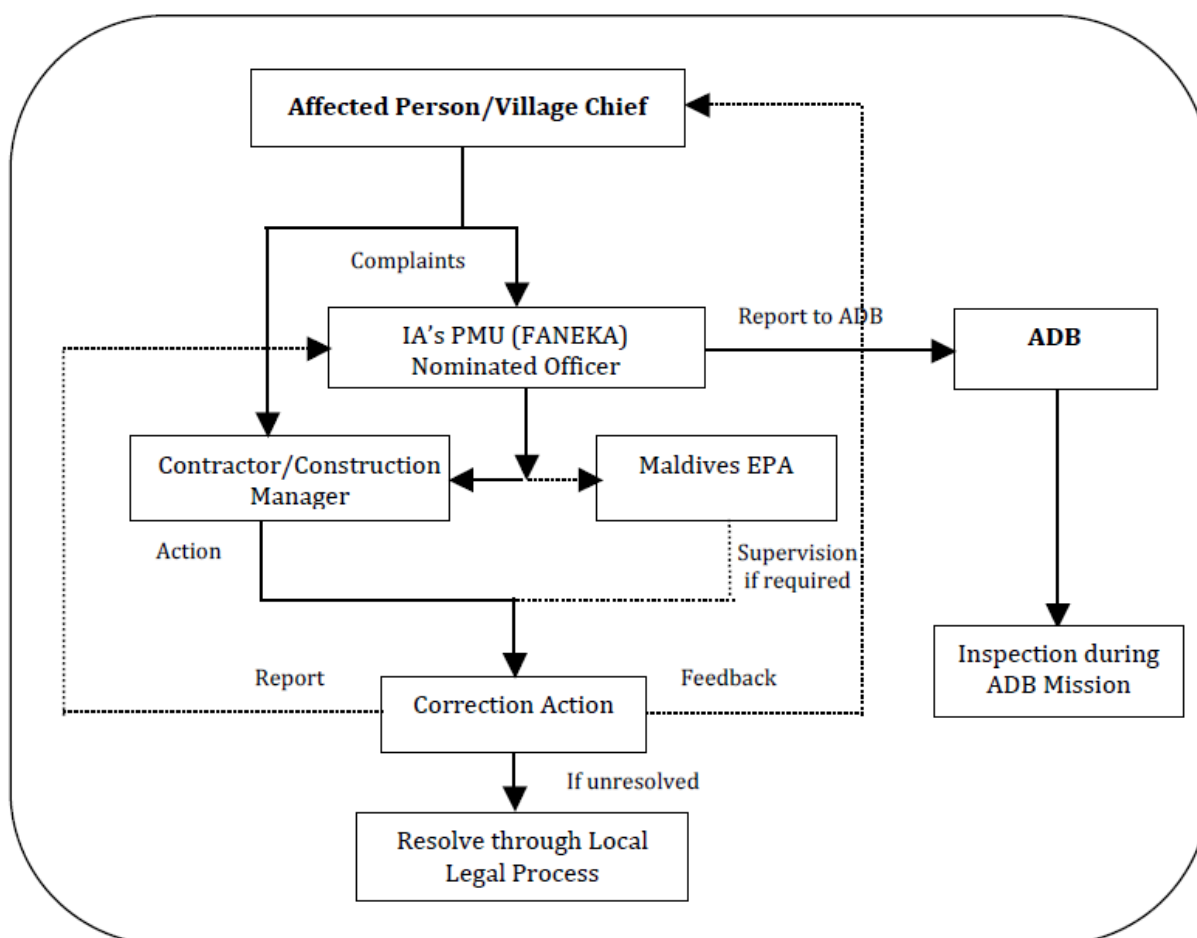 Affected Person/Village Chief
Complaints
IA’s PMU (FANEKA)
Nominated Officer
Report to ADB
ADB
Contractor/Construction
Manager
Maldives EPA
Action
Supervision
if required
Inspection during
ADB Mission
Report
Correction Action
Feedback
If unresolved
Resolve through Local
Legal Process